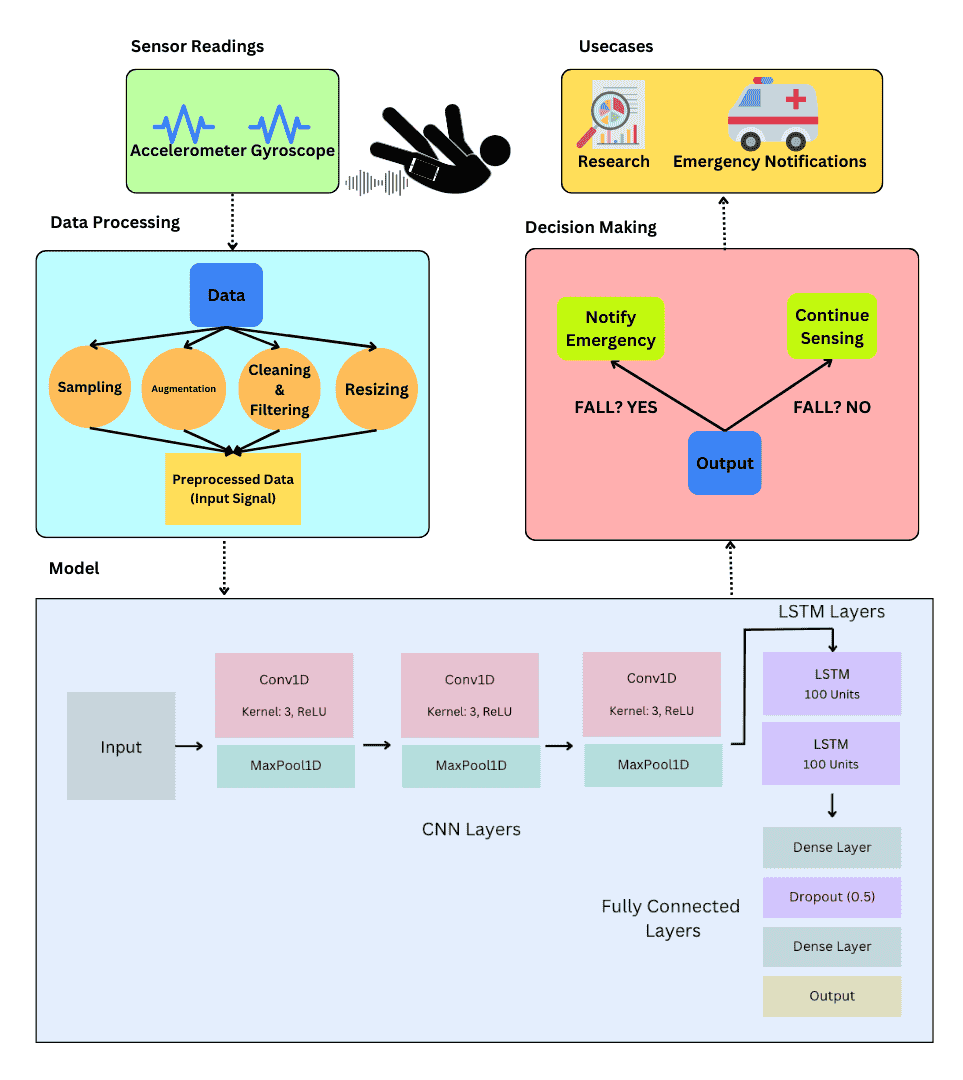 Sensor Readings
Accelerometer Gyroscope
Usecases
Research
Emergency Notifications
Data Processing
Data
Sampling
Augmentation
Cleaning
&
Filtering
Resizing
Preprocessed Data
(Input Signal)
Decision Making
Notify
Emergency
Continue
Sensing
FALL? YES
FALL? NO
Output
Model
Input
Conv1D
Kernel: 3, ReLU
MaxPool1D
Conv1D
Kernel: 3, ReLU
MaxPool1D
Conv1D
Kernel: 3, ReLU
MaxPool1D
CNN Layers
LSTM Layers
LSTM
100 Units
LSTM
100 Units
Fully Connected
Layers
Dense Layer
Dropout (0.5)
Dense Layer
Output